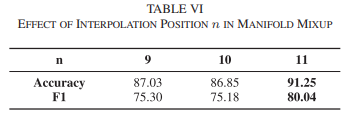 TABLE VI
EFFECT OF INTERPOLATION POSITION n IN MANIFOLD MIXUP
n 9 10 11
Accuracy 87.03 86.85 91.25
F1 75.30 75.18 80.04